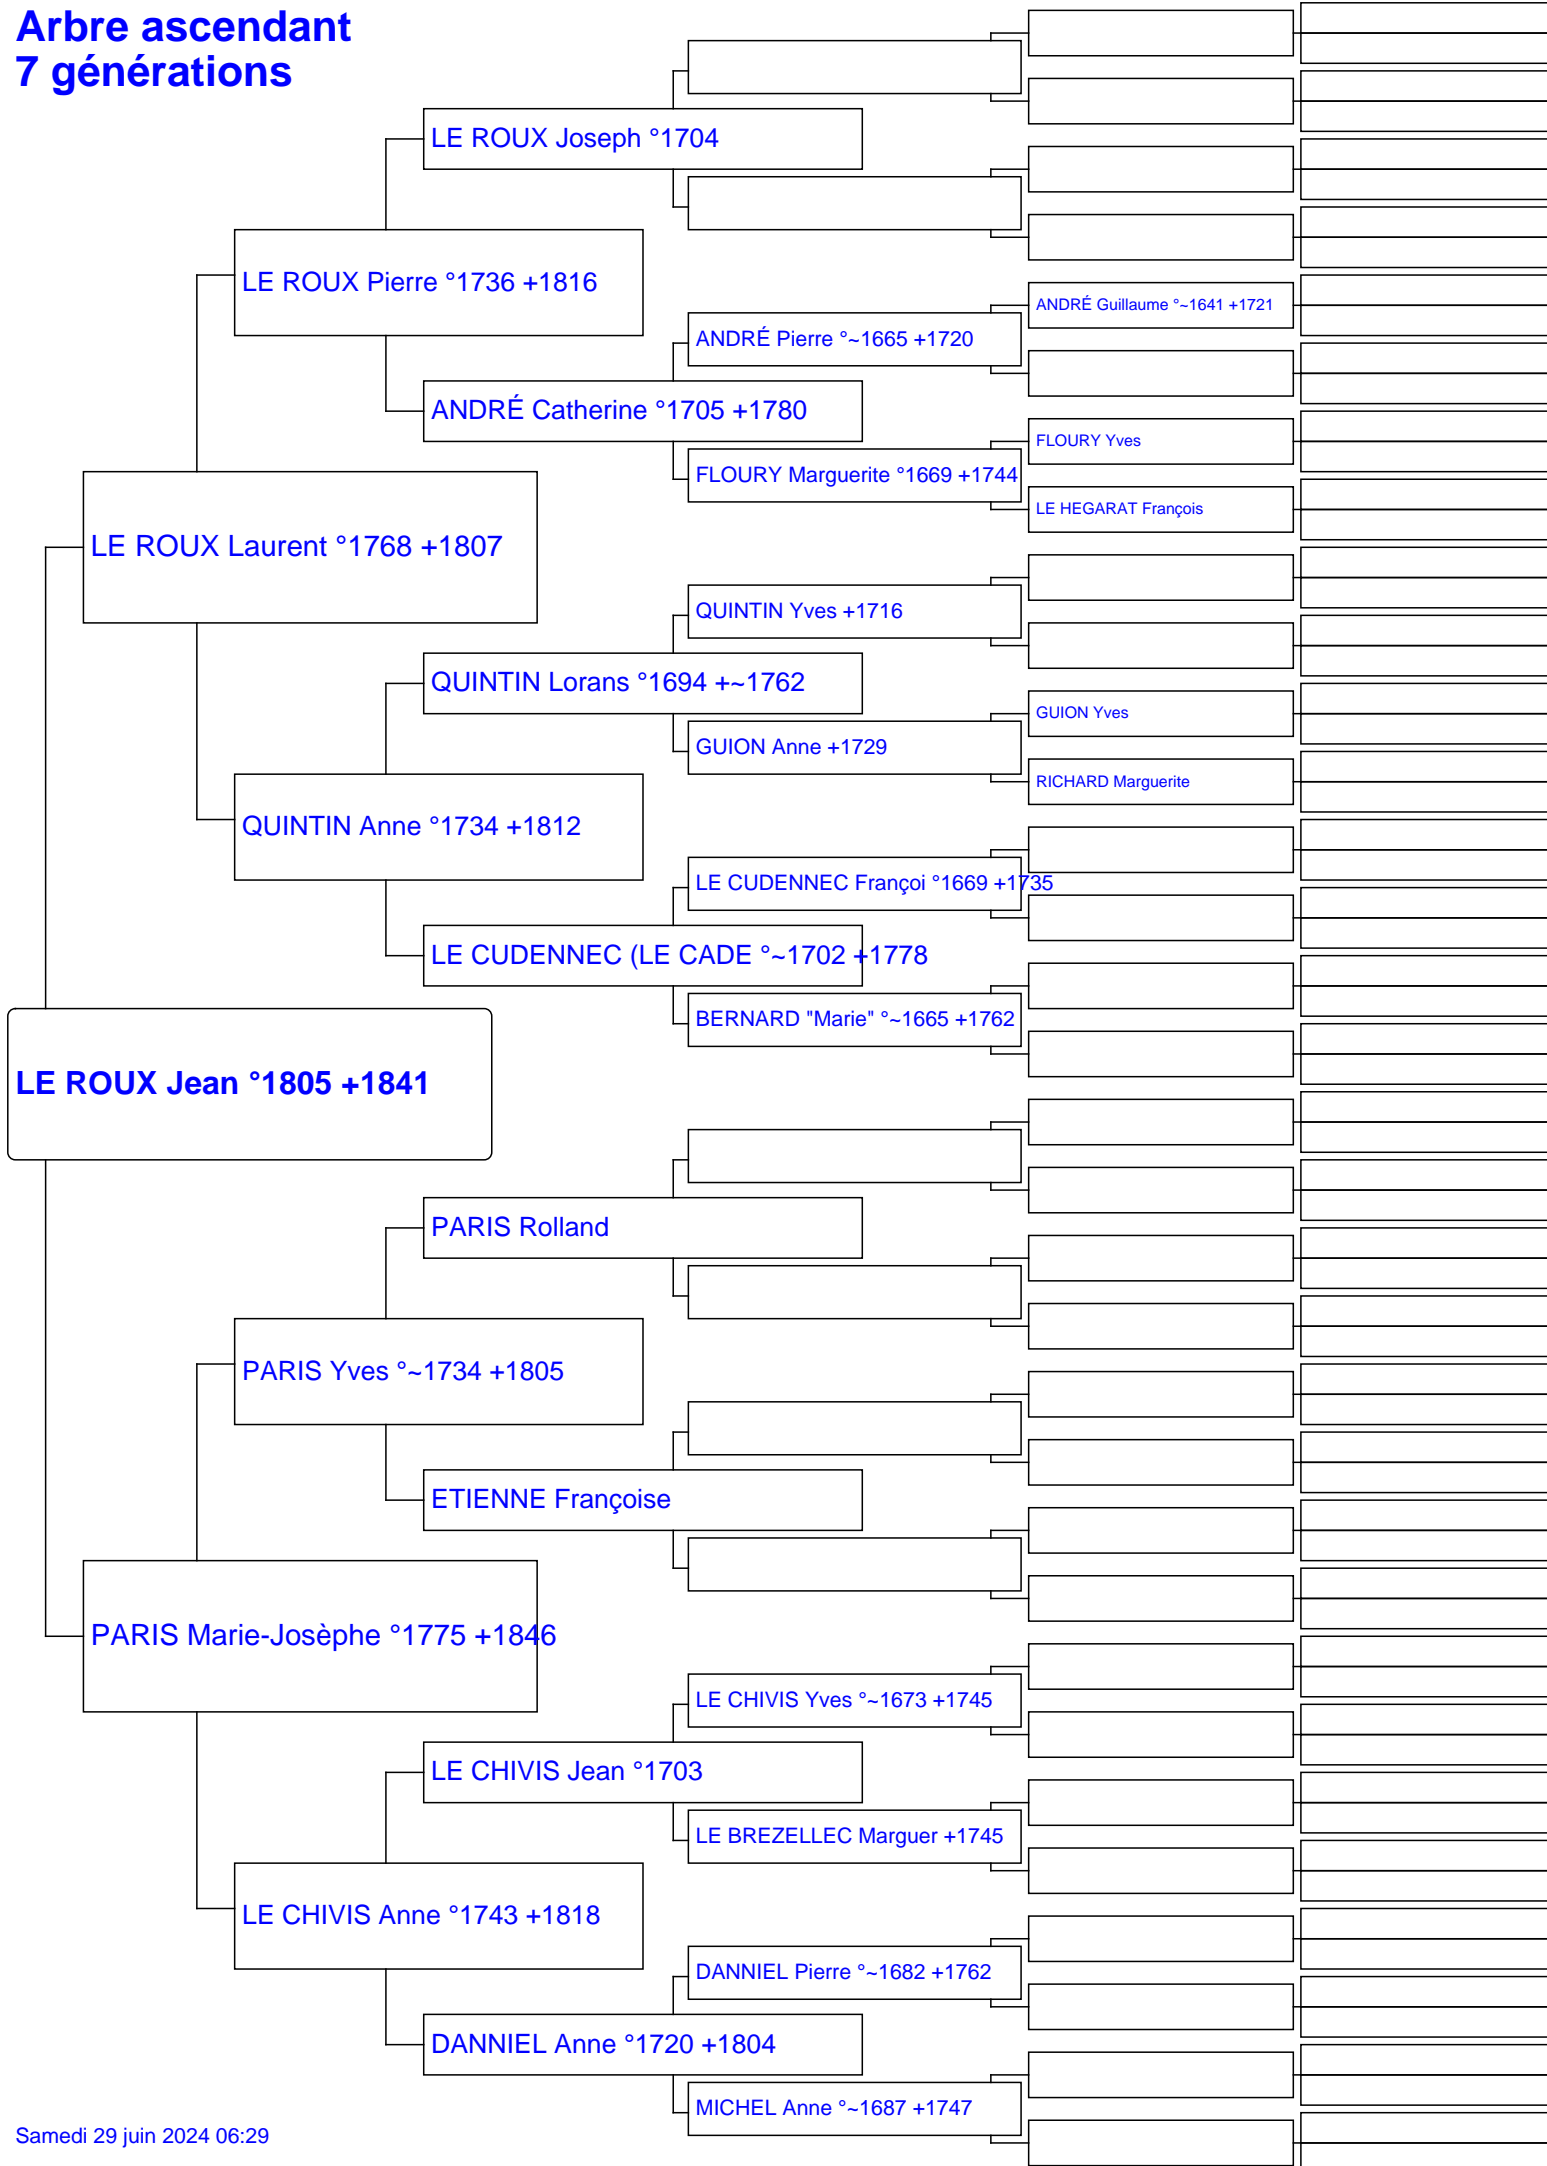 Arbre ascendant
7 générations
LE ROUX Joseph °1704
LE ROUX Pierre °1736 +1816
ANDRÉ Guillaume °~1641 +1721
ANDRÉ Pierre °~1665 +1720
ANDRÉ Catherine °1705 +1780
FLOURY Yves
FLOURY Marguerite °1669 +1744
LE HEGARAT François
LE ROUX Laurent °1768 +1807
QUINTIN Yves +1716
QUINTIN Lorans °1694 +~1762
GUION Yves
GUION Anne +1729
RICHARD Marguerite
QUINTIN Anne °1734 +1812
LE CUDENNEC Françoi °1669 +1735
LE CUDENNEC (LE CADE °~1702 +1778
BERNARD "Marie" °~1665 +1762
LE ROUX Jean °1805 +1841
PARIS Rolland
PARIS Yves °~1734 +1805
ETIENNE Françoise
PARIS Marie-Josèphe °1775 +1846
LE CHIVIS Yves °~1673 +1745
LE CHIVIS Jean °1703
LE BREZELLEC Marguer +1745
LE CHIVIS Anne °1743 +1818
DANNIEL Pierre °~1682 +1762
DANNIEL Anne °1720 +1804
MICHEL Anne °~1687 +1747
Samedi 29 juin 2024 06:29